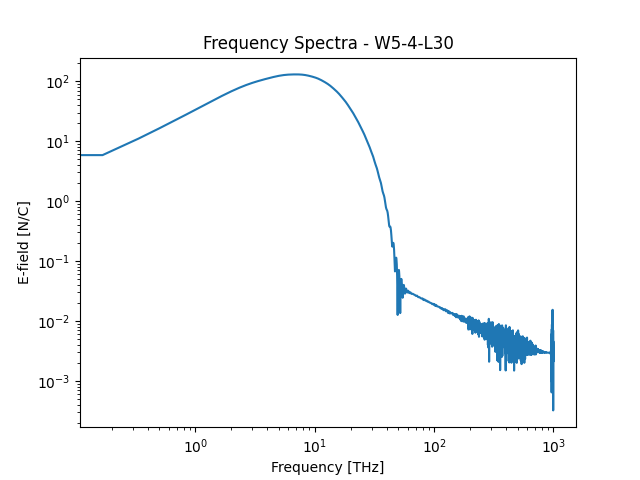 Frequency Spectra - W5-4-L30
10²
10¹
10⁰
10⁻¹
10⁻²
10⁻³
E-field [N/C]
10⁰ 10¹ 10² 10³
Frequency [THz]